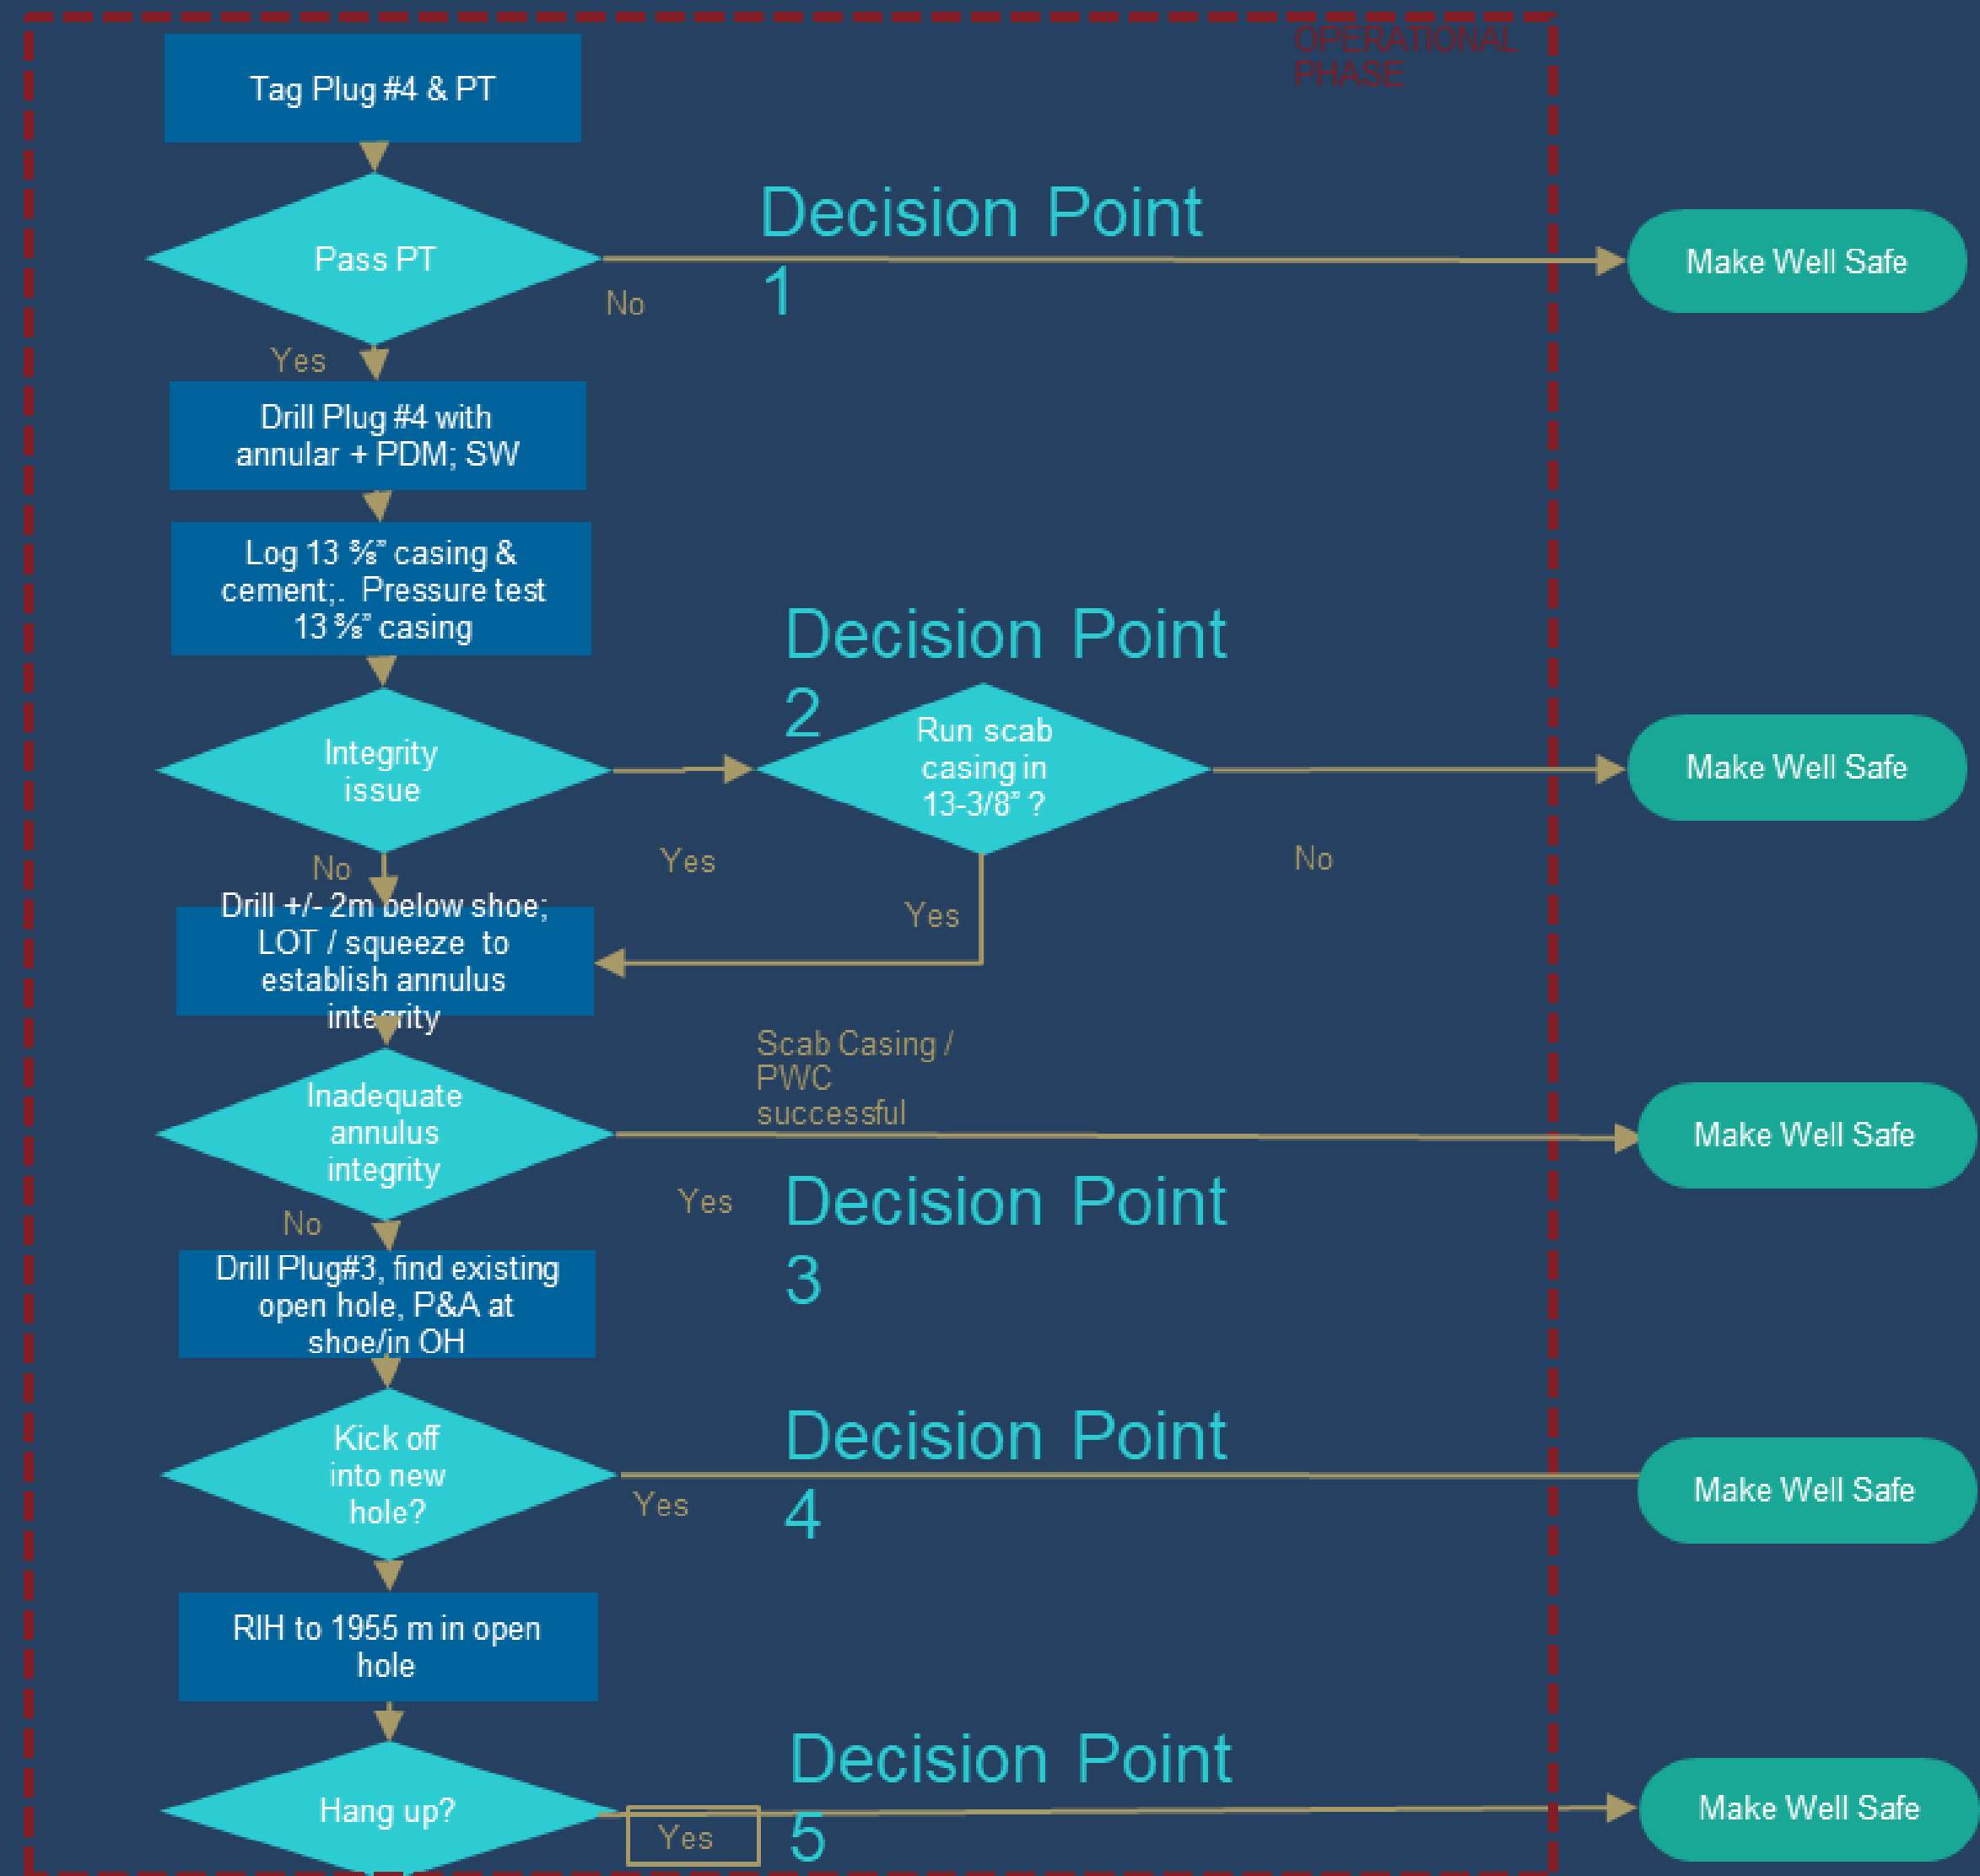 OPERATIONAL
PHASE
Tag Plug #4 & PT
Decision Point
1
Pass PT
Make Well Safe
No
Yes
Drill Plug #4 with
annular + PDM; SW
Log 13 ⅝” casing &
cement;.  Pressure test
13 ⅝” casing
Decision Point
2
Integrity
issue
Run scab
casing in
13-3/8” ?
Make Well Safe
No
Yes
No
Yes
Drill +/- 2m below shoe;
LOT / squeeze  to
establish annulus
integrity
Scab Casing /
PWC
successful
Inadequate
annulus
integrity
Make Well Safe
Yes
Decision Point
3
No
Drill Plug#3, find existing
open hole, P&A at
shoe/in OH
Decision Point
4
Kick off
into new
hole?
Yes
Make Well Safe
RIH to 1955 m in open
hole
Decision Point
5
Hang up?
Yes
Make Well Safe